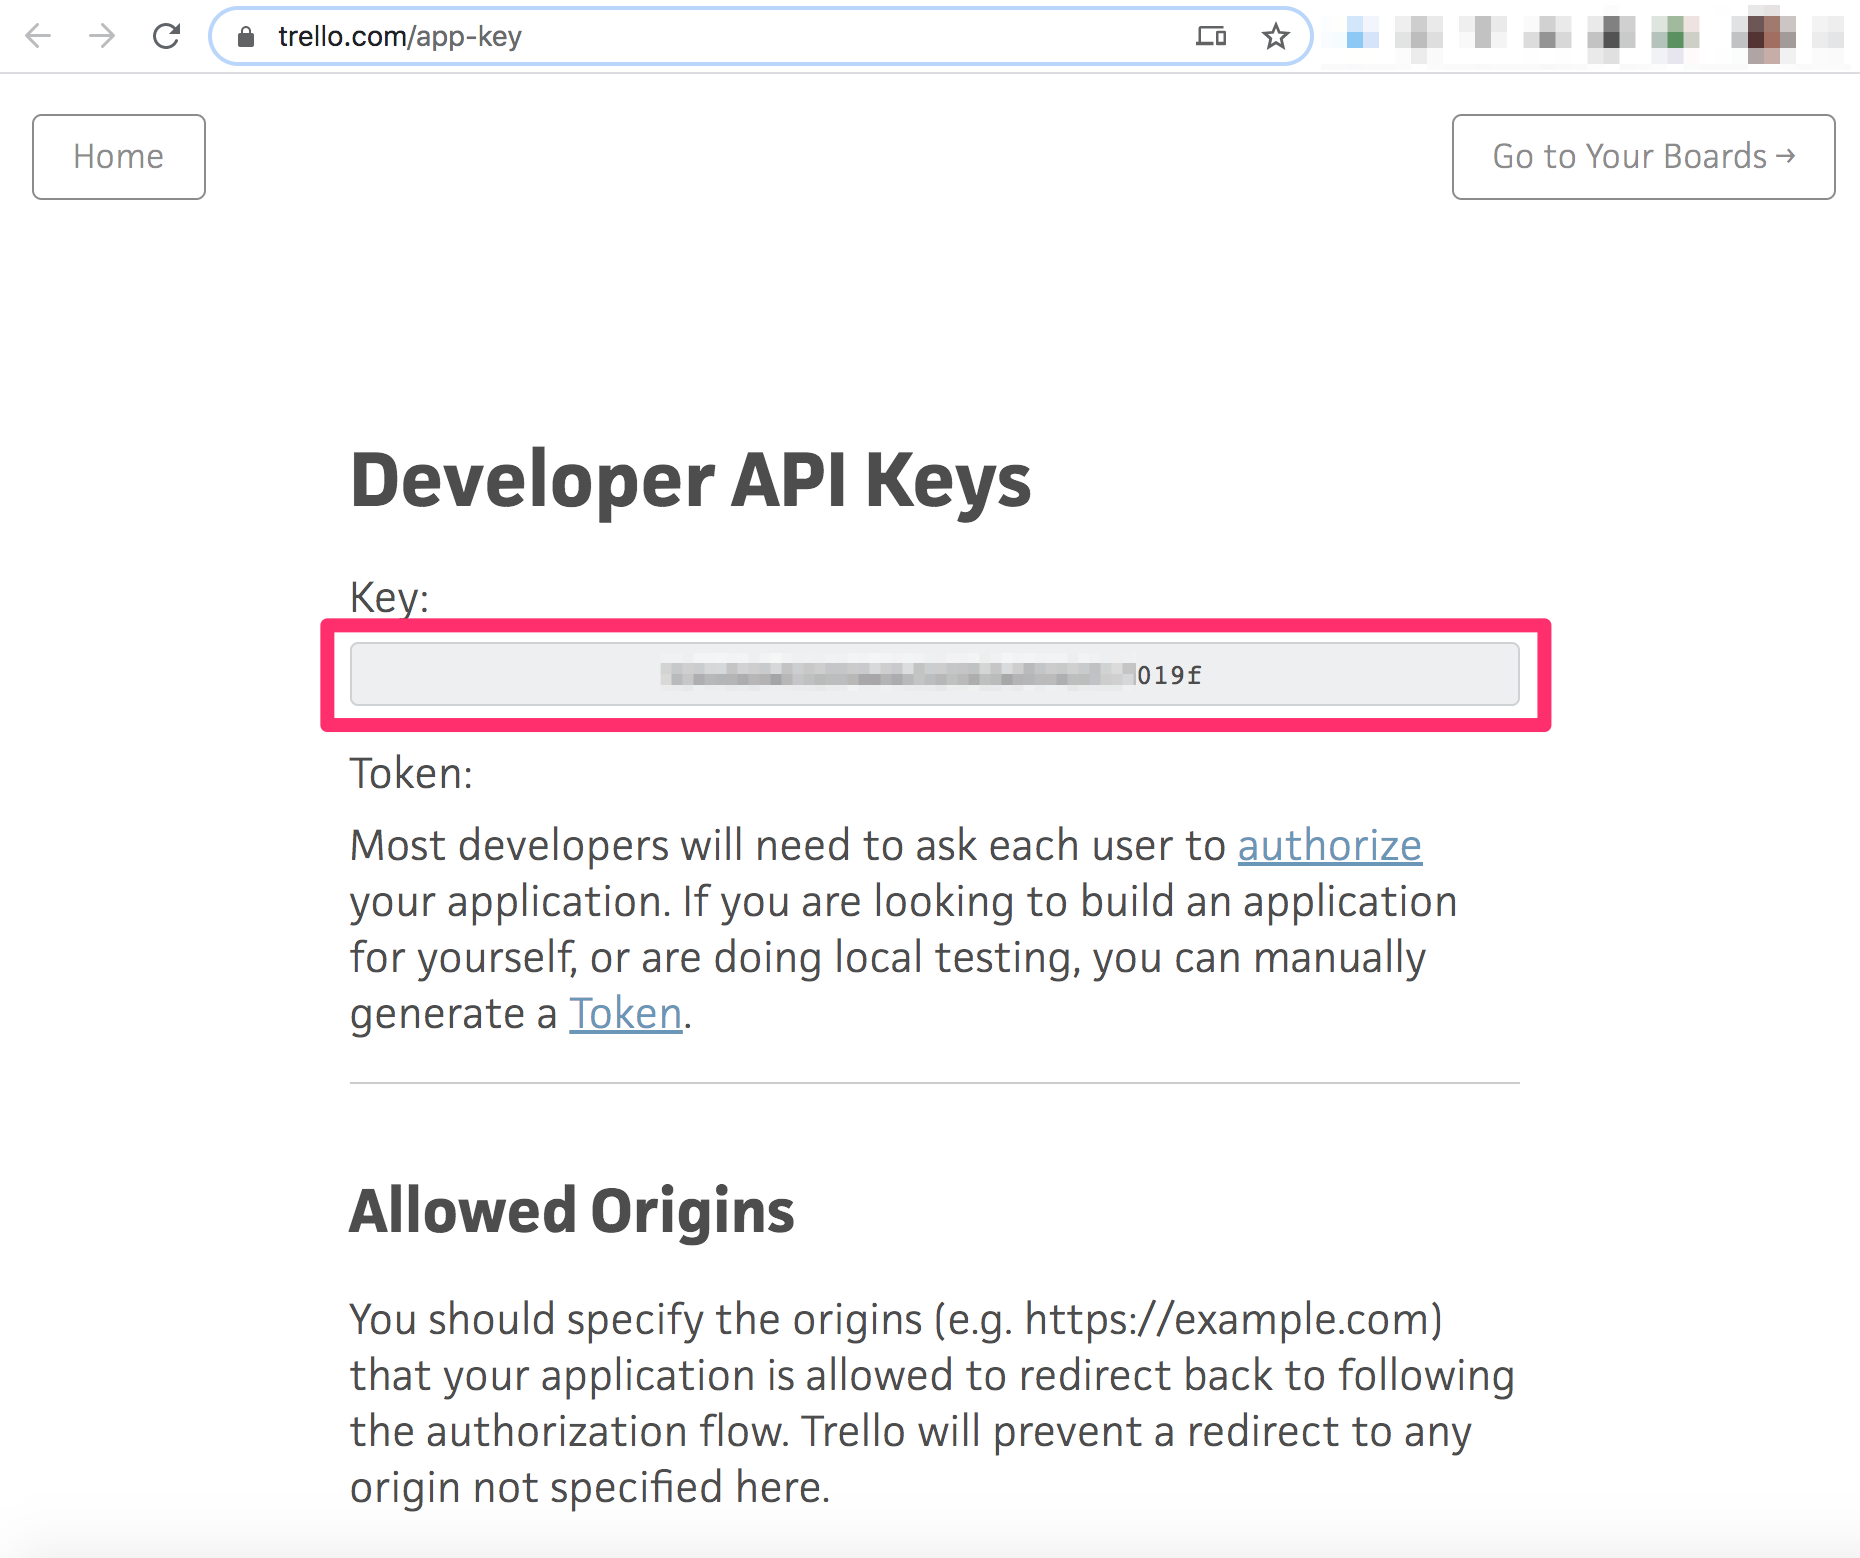 trello.com/app-key
Home
Go to Your Boards →
Developer API Keys
Key:
019f
Token:
Most developers will need to ask each user to authorize
your application. If you are looking to build an application
for yourself, or are doing local testing, you can manually
generate a Token.
Allowed Origins
You should specify the origins (e.g. https://example.com)
that your application is allowed to redirect back to following
the authorization flow. Trello will prevent a redirect to any
origin not specified here.